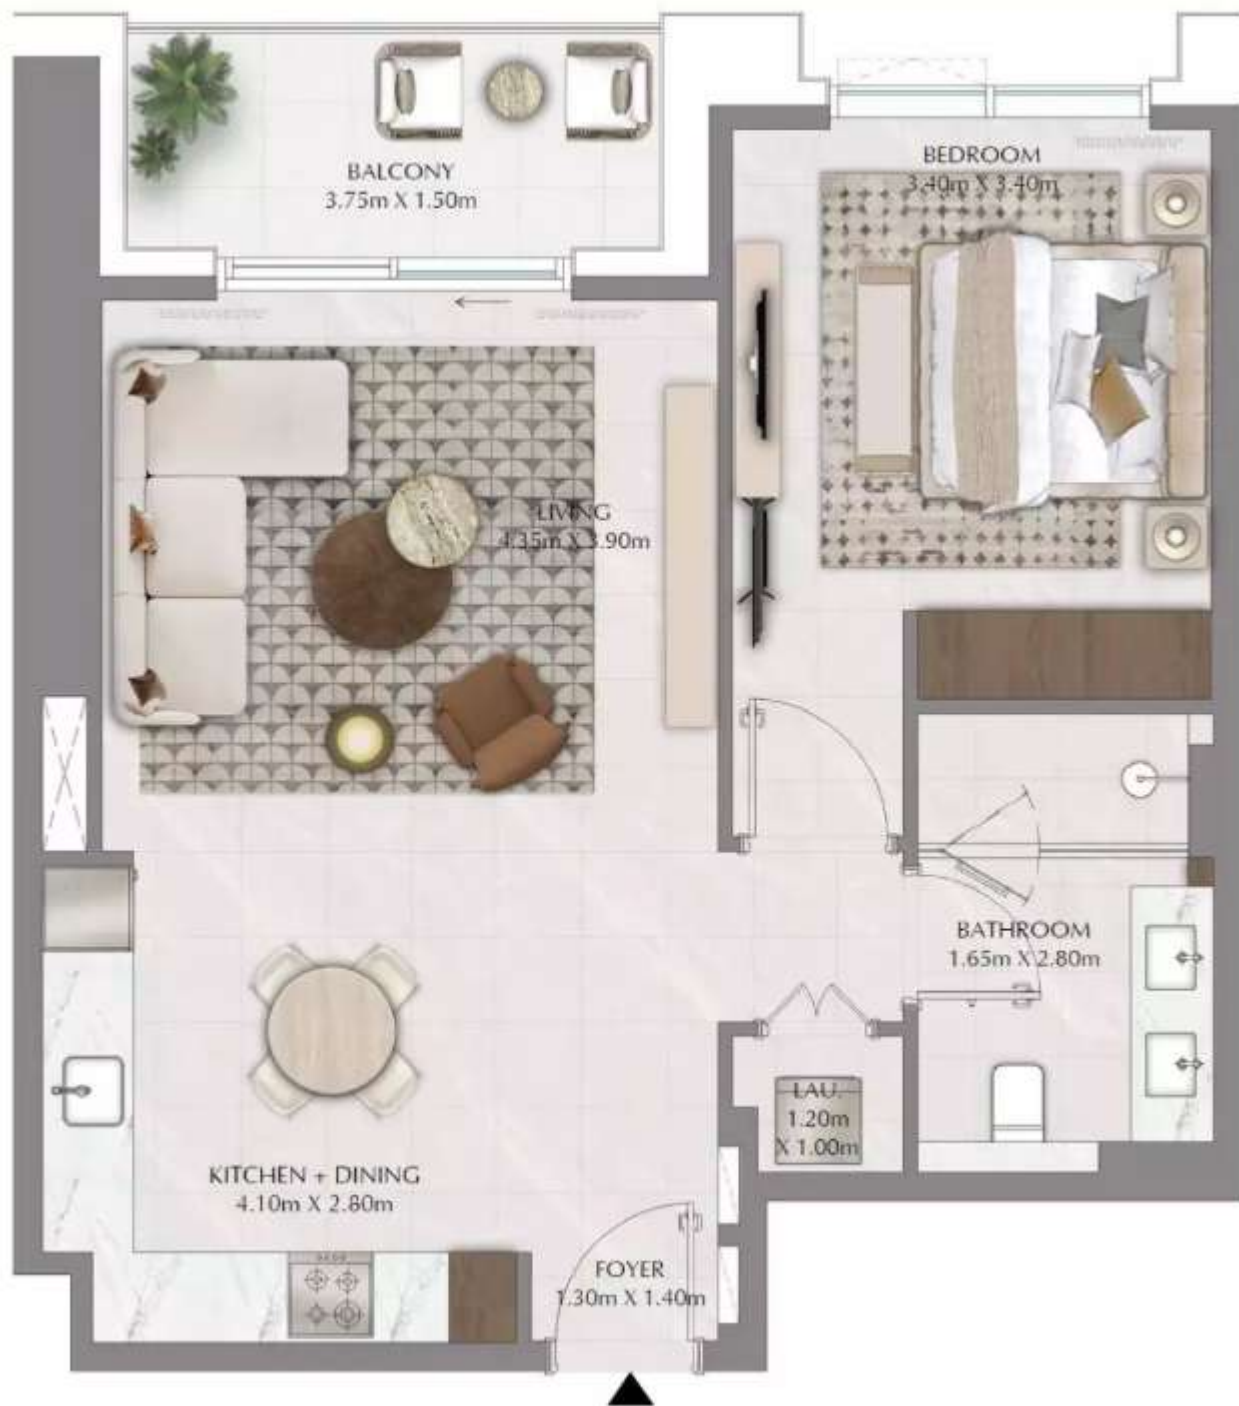 BALCONY
3.75m X 1.50m
BEDROOM
3.40m X 3.40m
LIVING
4.35m X 3.90m
BATHROOM
1.65m X 2.80m
LAU.
1.20m
X 1.00m
KITCHEN + DINING
4.10m X 2.80m
FOYER
1.30m X 1.40m